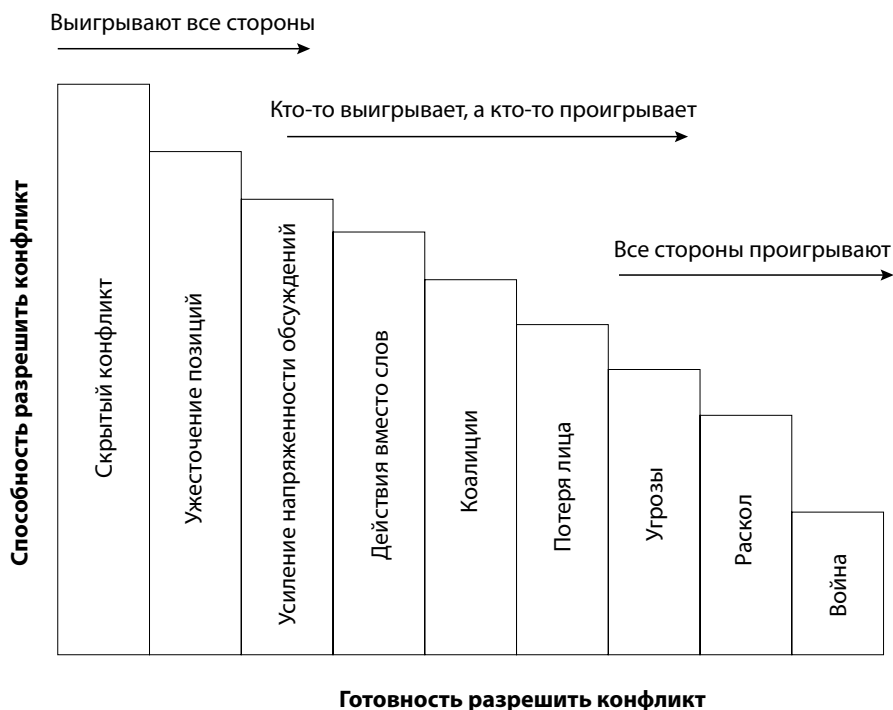 Выигрывают все стороны
Кто-то выигрывает, а кто-то проигрывает
Все стороны проигрывают
Способность разрешить конфликт
Скрытый конфликт
Ужесточение позиций
Усиление напряженности обсуждений
Действия вместо слов
Коалиции
Потеря лица
Угрозы
Раскол
Война
Готовность разрешить конфликт